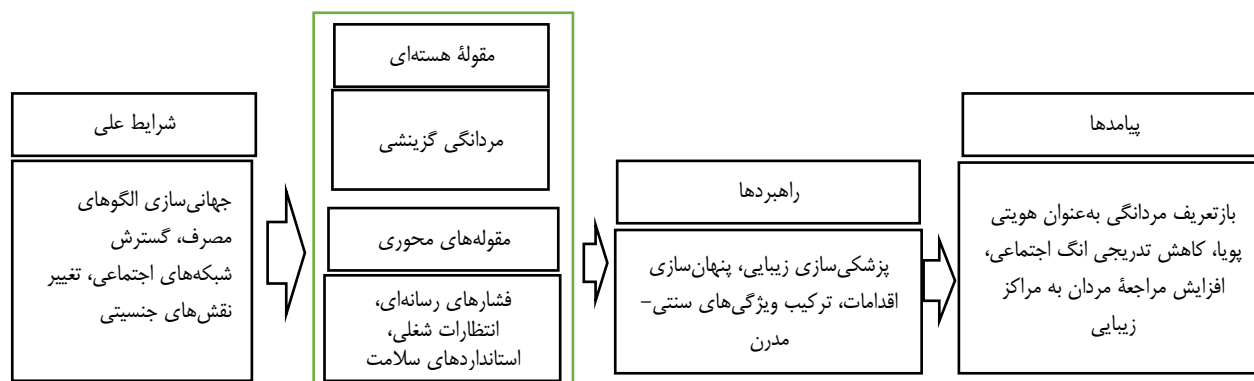 شرایط علی
جهانی‌سازی الگوهای
مصرف، گسترش
شبکه‌های اجتماعی، تغییر
نقش‌های جنسیتی
مقولۀ هسته‌ای
مردانگی گزینشی
مقوله‌های محوری
فشارهای رسانه‌ای،
انتظارات شغلی،
استانداردهای سلامت
راهبردها
پزشکی‌سازی زیبایی، پنهان‌سازی
اقدامات، ترکیب ویژگی‌های سنتی-
مدرن
پیامدها
بازتعریف مردانگی به‌عنوان هویتی
پویا، کاهش تدریجی انگ اجتماعی،
افزایش مراجعۀ مردان به مراکز
زیبایی